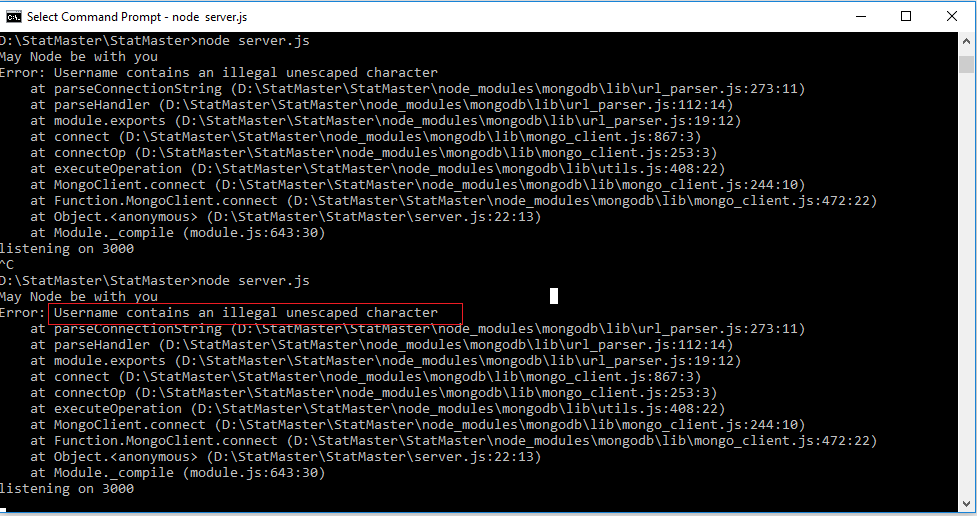 Select Command Prompt - node  server.js
D:\StatMaster\StatMaster>node server.js
May Node be with you
Error: Username contains an illegal unescaped character
    at parseConnectionString (D:\StatMaster\StatMaster\node_modules\mongodb\lib\url_parser.js:273:11)
    at parseHandler (D:\StatMaster\StatMaster\node_modules\mongodb\lib\url_parser.js:112:14)
    at module.exports (D:\StatMaster\StatMaster\node_modules\mongodb\lib\url_parser.js:19:12)
    at connect (D:\StatMaster\StatMaster\node_modules\mongodb\lib\mongo_client.js:867:3)
    at connectOp (D:\StatMaster\StatMaster\node_modules\mongodb\lib\mongo_client.js:253:3)
    at executeOperation (D:\StatMaster\StatMaster\node_modules\mongodb\lib\utils.js:408:22)
    at MongoClient.connect (D:\StatMaster\StatMaster\node_modules\mongodb\lib\mongo_client.js:244:10)
    at Function.MongoClient.connect (D:\StatMaster\StatMaster\node_modules\mongodb\lib\mongo_client.js:472:22)
    at Object.<anonymous> (D:\StatMaster\StatMaster\server.js:22:13)
    at Module._compile (module.js:643:30)
listening on 3000
^C
D:\StatMaster\StatMaster>node server.js
May Node be with you
Error: Username contains an illegal unescaped character
    at parseConnectionString (D:\StatMaster\StatMaster\node_modules\mongodb\lib\url_parser.js:273:11)
    at parseHandler (D:\StatMaster\StatMaster\node_modules\mongodb\lib\url_parser.js:112:14)
    at module.exports (D:\StatMaster\StatMaster\node_modules\mongodb\lib\url_parser.js:19:12)
    at connect (D:\StatMaster\StatMaster\node_modules\mongodb\lib\mongo_client.js:867:3)
    at connectOp (D:\StatMaster\StatMaster\node_modules\mongodb\lib\mongo_client.js:253:3)
    at executeOperation (D:\StatMaster\StatMaster\node_modules\mongodb\lib\utils.js:408:22)
    at MongoClient.connect (D:\StatMaster\StatMaster\node_modules\mongodb\lib\mongo_client.js:244:10)
    at Function.MongoClient.connect (D:\StatMaster\StatMaster\node_modules\mongodb\lib\mongo_client.js:472:22)
    at Object.<anonymous> (D:\StatMaster\StatMaster\server.js:22:13)
    at Module._compile (module.js:643:30)
listening on 3000